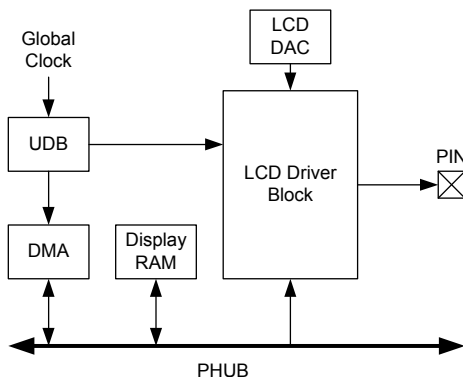 Global
Clock
LCD
DAC
UDB
LCD Driver
Block
PIN
DMA
Display
RAM
PHUB